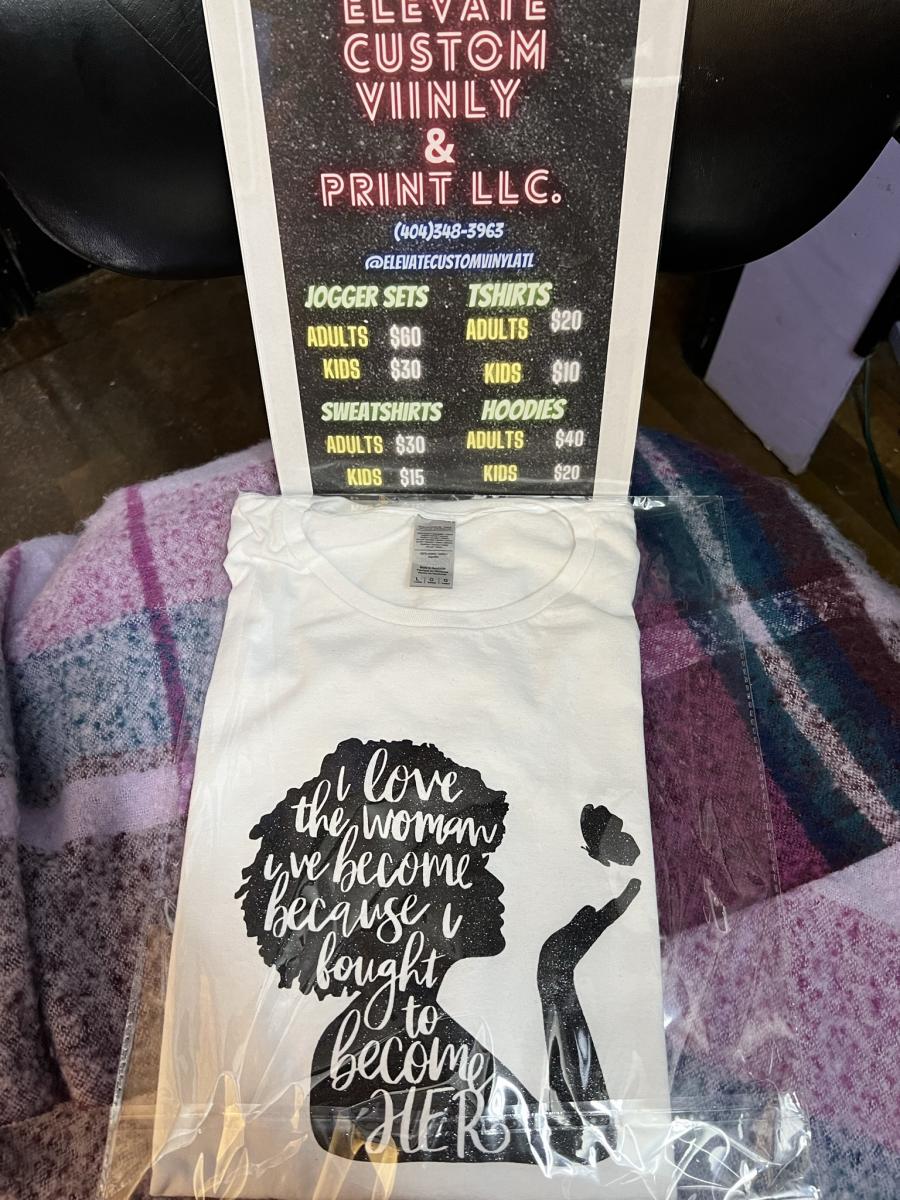 ELEVATE
CUSTOM
VIINLY
&
PRINT LLC.
(404)348-3963
@ELEVATECUSTOMVINYLATL
JOGGER SETS TSHIRTS
ADULTS $60 ADULTS $20
KIDS $30 KIDS $10
SWEATSHIRTS HOODIES
ADULTS $30 ADULTS $40
KIDS $15 KIDS $20
i love
the woman
i've become
because i
fought
to
become
HER